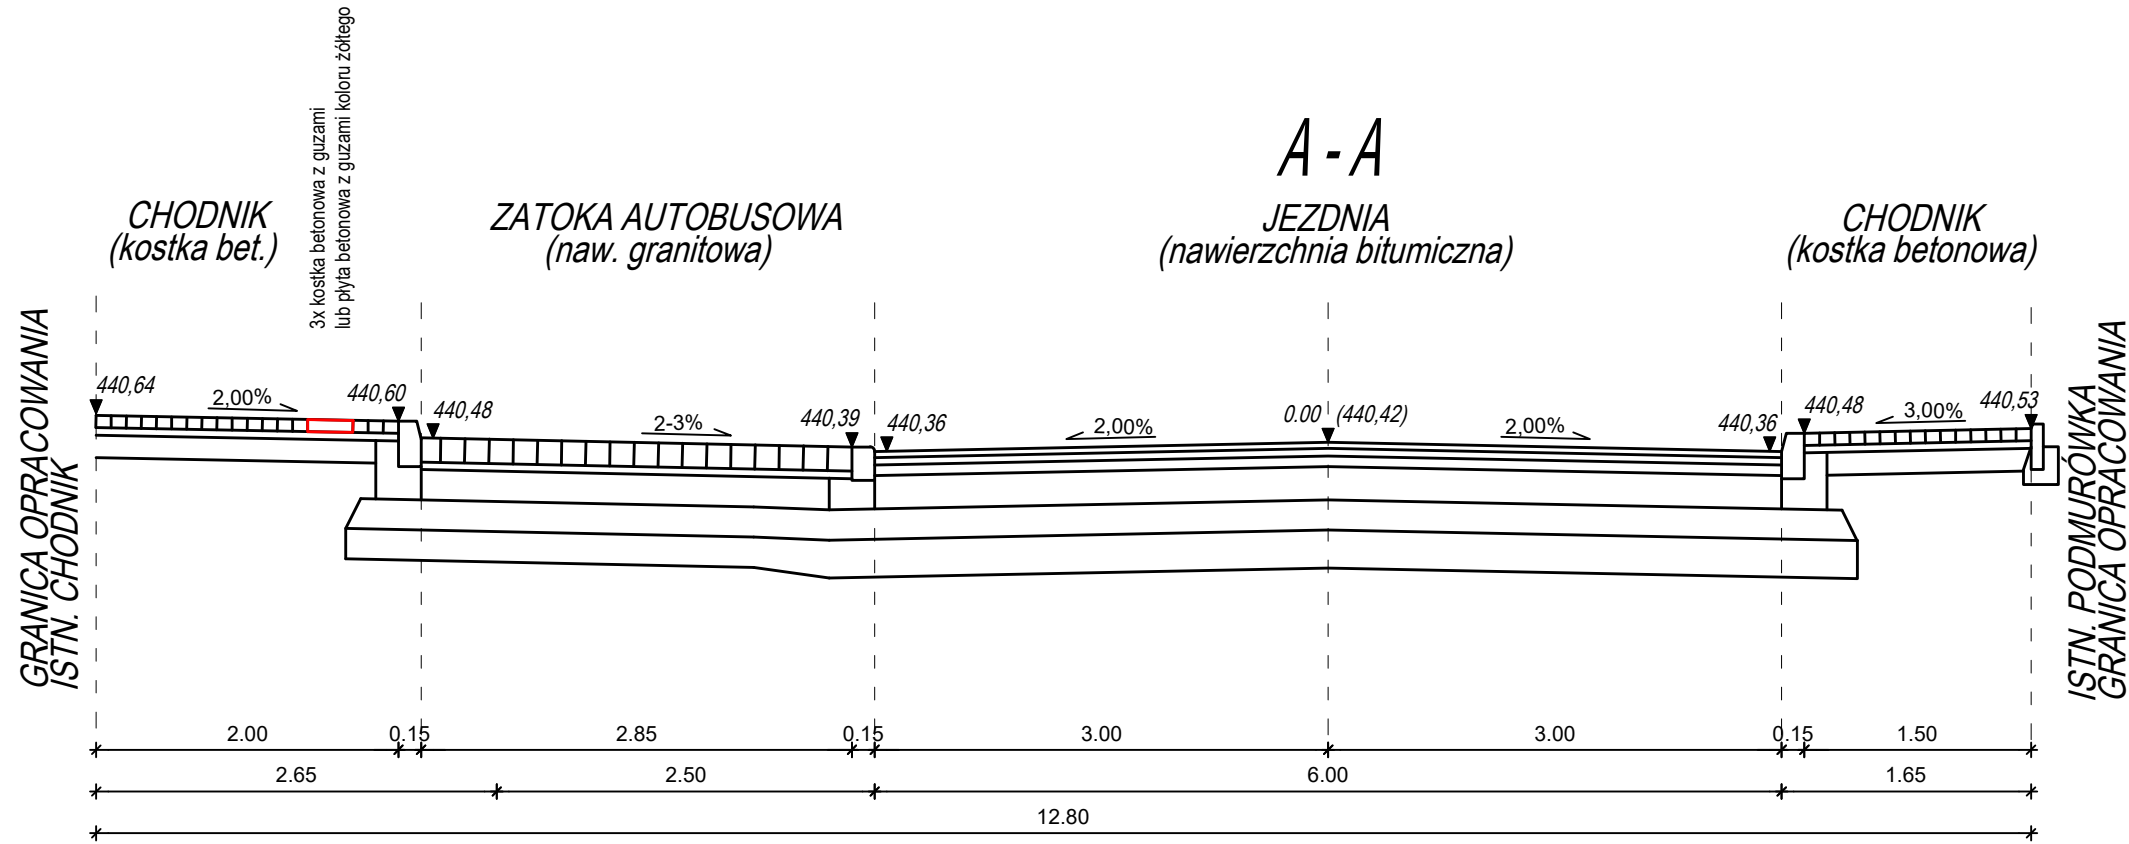 A - A
3x kostka betonowa z guzami
lub płyta betonowa z guzami koloru żółtego
CHODNIK
(kostka bet.)
ZATOKA AUTOBUSOWA
(naw. granitowa)
JEZDNIA
(nawierzchnia bitumiczna)
CHODNIK
(kostka betonowa)
GRANICA OPRACOWANIA
ISTN. CHODNIK
440,64
2,00%
440,60
440,48
2-3%
440,39
440,36
2,00%
0.00 (440,42)
2,00%
440,36
440,48
3,00%
440,53
ISTN. PODMURÓWKA
GRANICA OPRACOWANIA
2.00 0.15 2.85 0.15 3.00 3.00 0.15 1.50
2.65 2.50 6.00 1.65
12.80